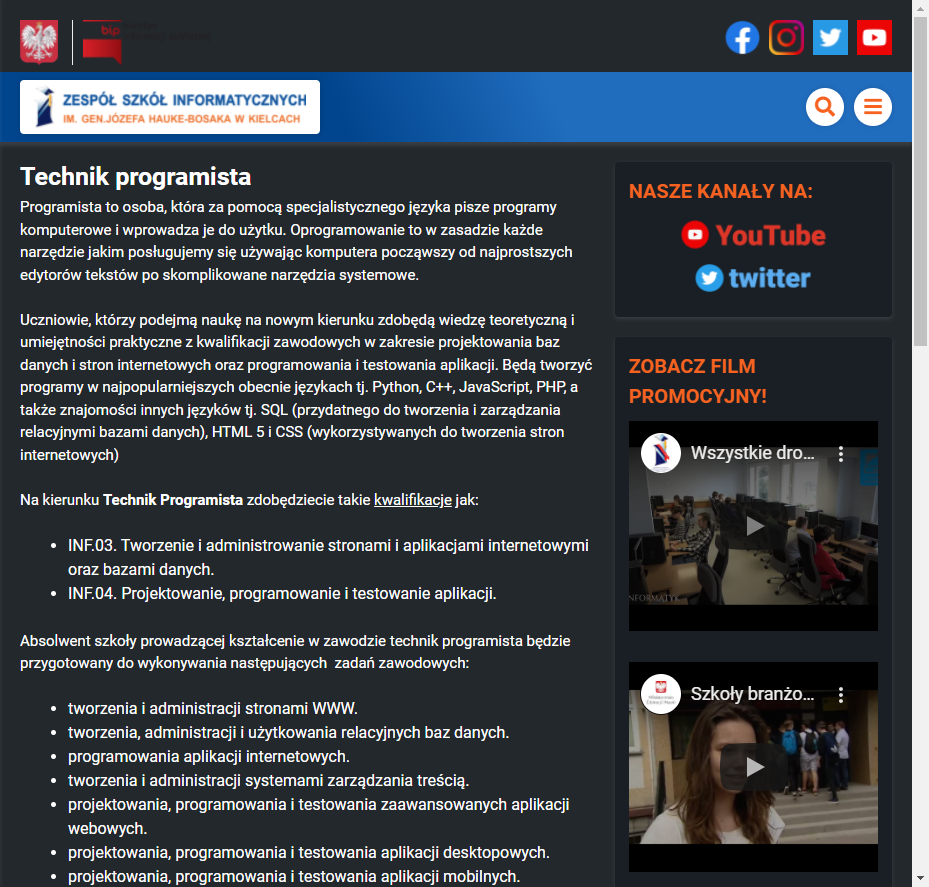 bip
ZESPÓŁ SZKÓŁ INFORMATYCZNYCH
IM. GEN.JÓZEFA HAUKE-BOSAKA W KIELCACH
Technik programista
Programista to osoba, która za pomocą specjalistycznego języka pisze programy
komputerowe i wprowadza je do użytku. Oprogramowanie to w zasadzie każde
narzędzie jakim posługujemy się używając komputera począwszy od najprostszych
edytorów tekstów po skomplikowane narzędzia systemowe.
Uczniowie, którzy podejmą naukę na nowym kierunku zdobędą wiedzę teoretyczną i
umiejętności praktyczne z kwalifikacji zawodowych w zakresie projektowania baz
danych i stron internetowych oraz programowania i testowania aplikacji. Będą tworzyć
programy w najpopularniejszych obecnie językach tj. Python, C++, JavaScript, PHP, a
także znajomości innych języków tj. SQL (przydatnego do tworzenia i zarządzania
relacyjnymi bazami danych), HTML 5 i CSS (wykorzystywanych do tworzenia stron
internetowych)
Na kierunku Technik Programista zdobędziecie takie kwalifikacje jak:
• INF.03. Tworzenie i administrowanie stronami i aplikacjami internetowymi
oraz bazami danych.
• INF.04. Projektowanie, programowanie i testowanie aplikacji.
Absolwent szkoły prowadzącej kształcenie w zawodzie technik programista będzie
przygotowany do wykonywania następujących  zadań zawodowych:
• tworzenia i administracji stronami WWW.
• tworzenia, administracji i użytkowania relacyjnych baz danych.
• programowania aplikacji internetowych.
• tworzenia i administracji systemami zarządzania treścią.
• projektowania, programowania i testowania zaawansowanych aplikacji
webowych.
• projektowania, programowania i testowania aplikacji desktopowych.
• projektowania, programowania i testowania aplikacji mobilnych.
NASZE KANAŁY NA:
YouTube
twitter
ZOBACZ FILM
PROMOCYJNY!
Wszystkie dro...
NFORMATYK
Szkoły branżo...